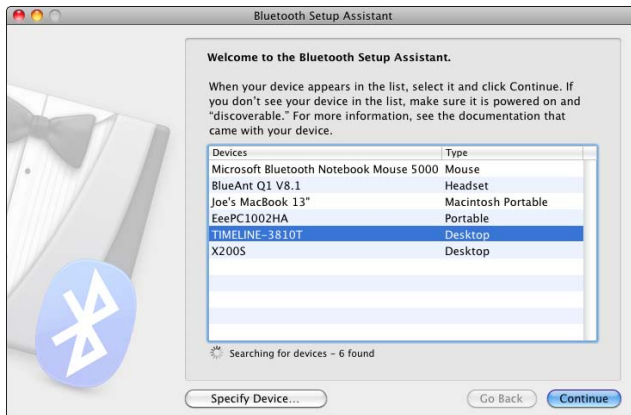 Bluetooth Setup Assistant
Welcome to the Bluetooth Setup Assistant.
When your device appears in the list, select it and click Continue. If
you don't see your device in the list, make sure it is powered on and
"discoverable." For more information, see the documentation that
came with your device.
Devices Type
Microsoft Bluetooth Notebook Mouse 5000 Mouse
BlueAnt Q1 V8.1 Headset
Joe's MacBook 13" Macintosh Portable
EeePC1002HA Portable
TIMELINE-3810T Desktop
X200S Desktop
Searching for devices – 6 found
Specify Device... Go Back Continue